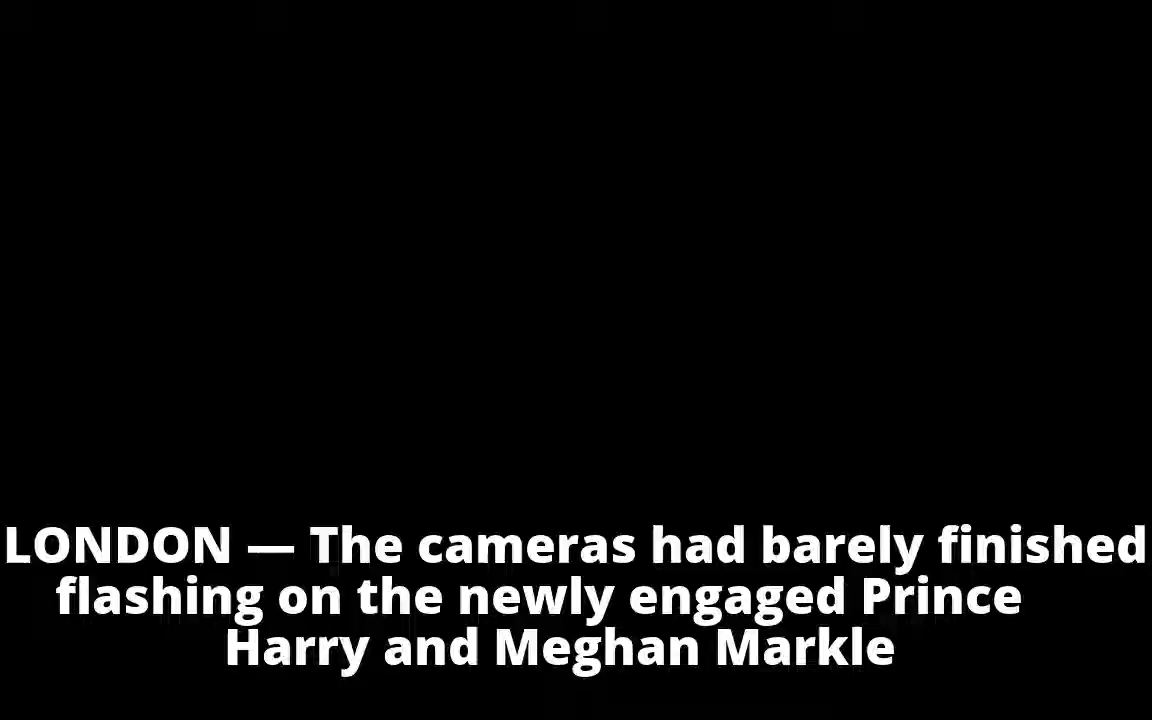 LONDON — The cameras had barely finished
flashing on the newly engaged Prince
Harry and Meghan Markle